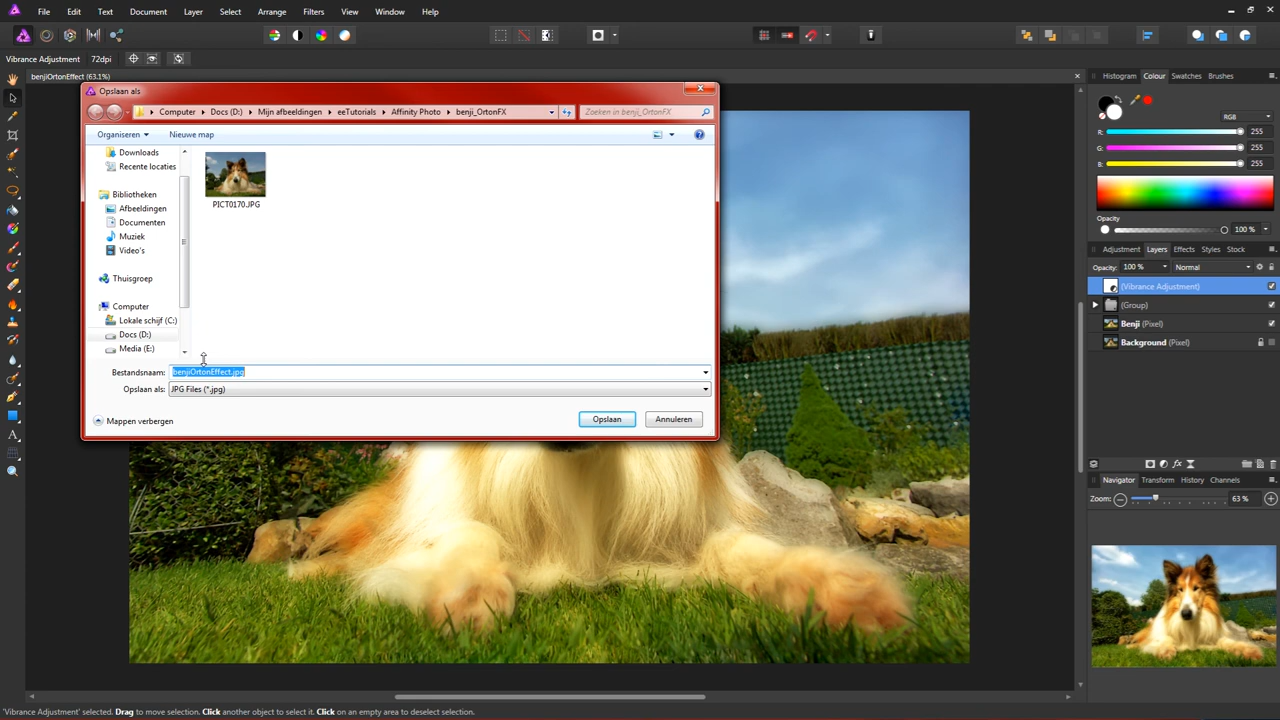 File Edit Text Document Layer Select Arrange Filters View Window Help
Vibrance Adjustment 72dpi
benjiOrtonEffect (63.1%)
Opslaan als
Computer Docs (D:) Mijn afbeeldingen eeTutorials Affinity Photo benji_OrtonFX
Zoeken in benji_OrtonFX
Organiseren Nieuwe map
Downloads
Recente locaties
Bibliotheken
Afbeeldingen
Documenten
Muziek
Video's
Thuisgroep
Computer
Lokale schijf (C:)
Docs (D:)
Media (E:)
PICT0170.JPG
Bestandsnaam: benjiOrtonEffect.jpg
Opslaan als: JPG Files (*.jpg)
Mappen verbergen
Opslaan
Annuleren
Histogram Colour Swatches Brushes
RGB
R: 255
G: 255
B: 255
Opacity
100 %
Adjustment Layers Effects Styles Stock
Opacity: 100 % Normal
(Vibrance Adjustment)
(Group)
Benji (Pixel)
Background (Pixel)
fx
Navigator Transform History Channels
Zoom: 63 %
'Vibrance Adjustment' selected. Drag to move selection. Click another object to select it. Click on an empty area to deselect selection.